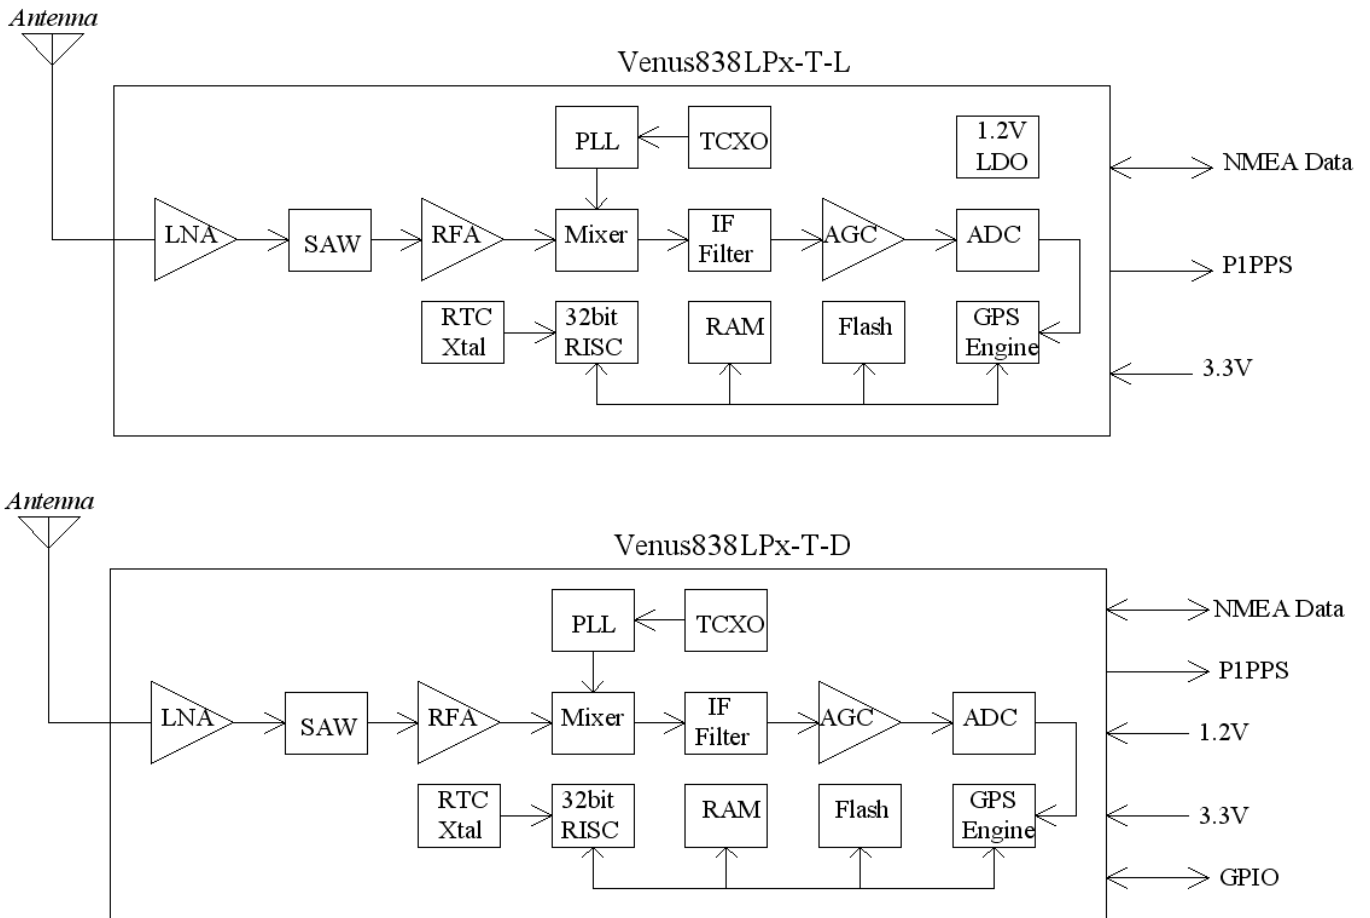 Antenna
Venus838LPx-T-L
PLL
TCXO
1.2V
LDO
NMEA Data
LNA
SAW
RFA
Mixer
IF
Filter
AGC
ADC
P1PPS
RTC
Xtal
32bit
RISC
RAM
Flash
GPS
Engine
3.3V
Antenna
Venus838LPx-T-D
PLL
TCXO
NMEA Data
P1PPS
LNA
SAW
RFA
Mixer
IF
Filter
AGC
ADC
1.2V
RTC
Xtal
32bit
RISC
RAM
Flash
GPS
Engine
3.3V
GPIO